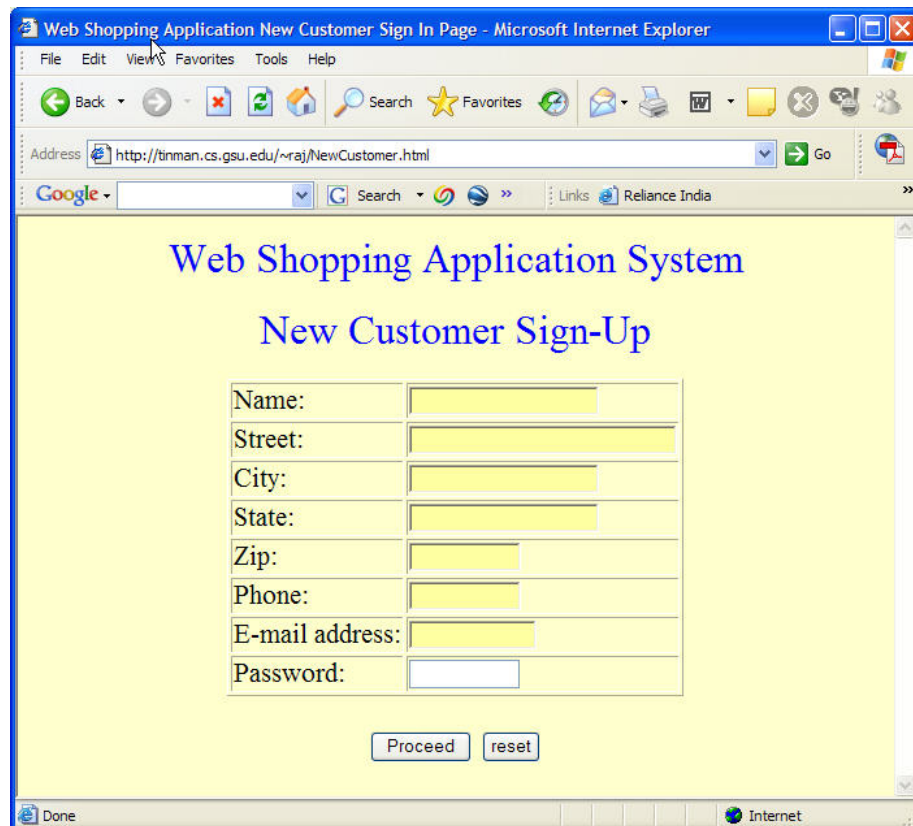 Web Shopping Application New Customer Sign In Page - Microsoft Internet Explorer
File Edit View Favorites Tools Help
Back Search Favorites
Address http://tinman.cs.gsu.edu/~raj/NewCustomer.html Go
Google Search » Links Reliance India »
Web Shopping Application System
New Customer Sign-Up
Name:
Street:
City:
State:
Zip:
Phone:
E-mail address:
Password:
Proceed reset
Done Internet